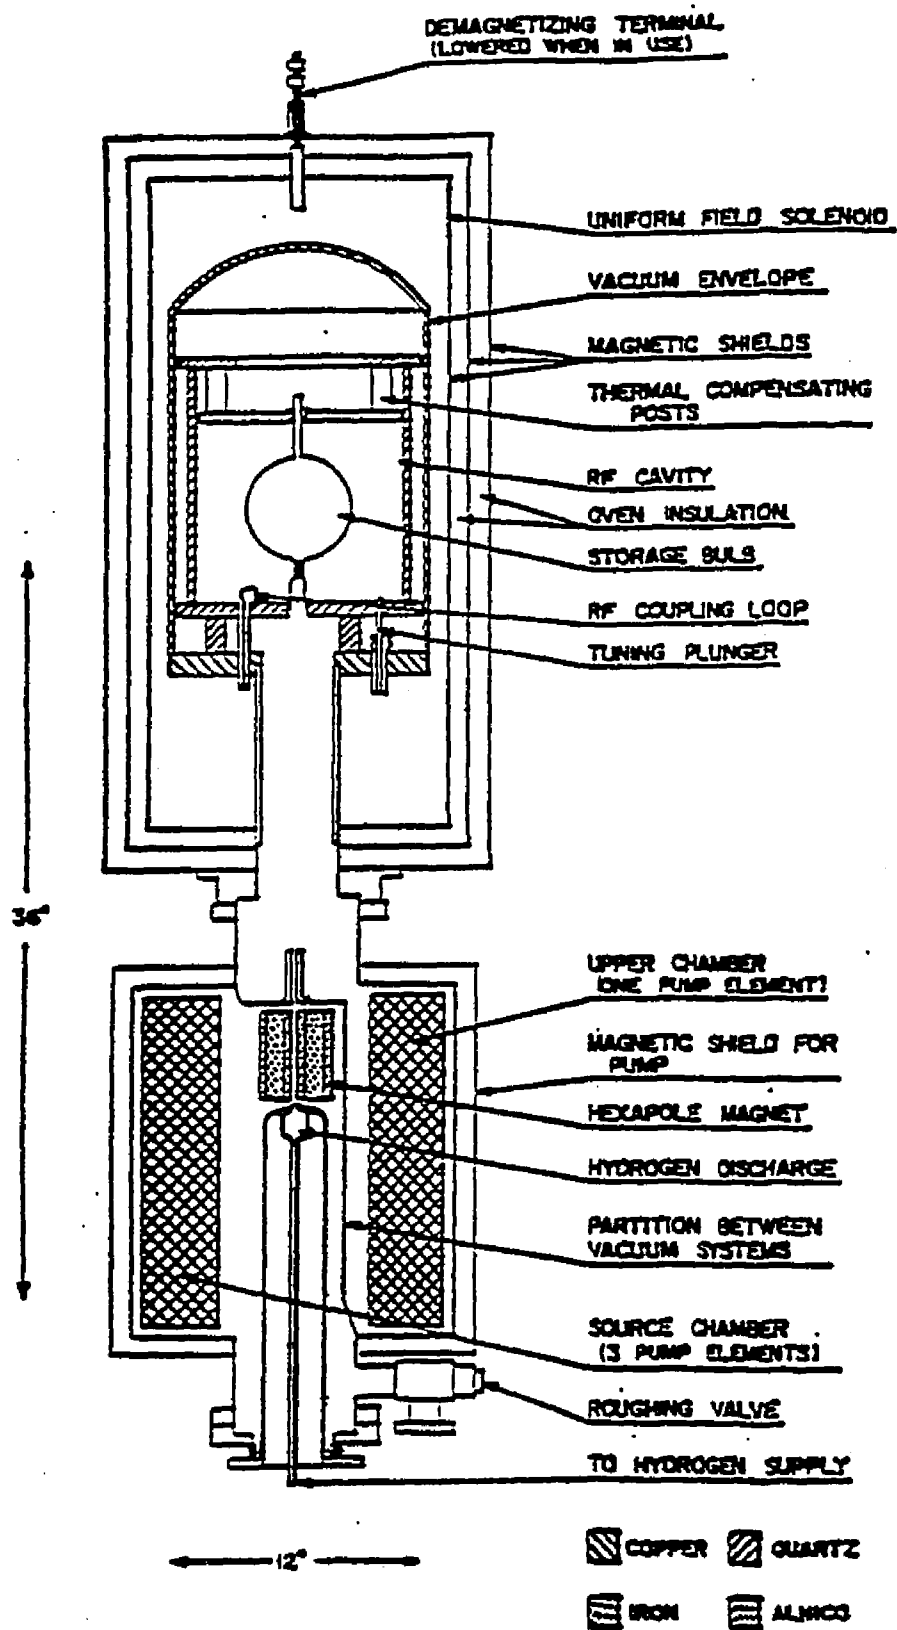 DEMAGNETIZING TERMINAL
(LOWERED WHEN IN USE)
UNIFORM FIELD SOLENOID
VACUUM ENVELOPE
MAGNETIC SHIELDS
THERMAL COMPENSATING
POSTS
RF CAVITY
OVEN INSULATION
STORAGE BULB
RF COUPLING LOOP
TUNING PLUNGER
36"
UPPER CHAMBER
(ONE PUMP ELEMENT)
MAGNETIC SHIELD FOR
PUMP
HEXAPOLE MAGNET
HYDROGEN DISCHARGE
PARTITION BETWEEN
VACUUM SYSTEMS
SOURCE CHAMBER
(3 PUMP ELEMENTS)
ROUGHING VALVE
TO HYDROGEN SUPPLY
12"
COPPER QUARTZ
IRON ALNICO